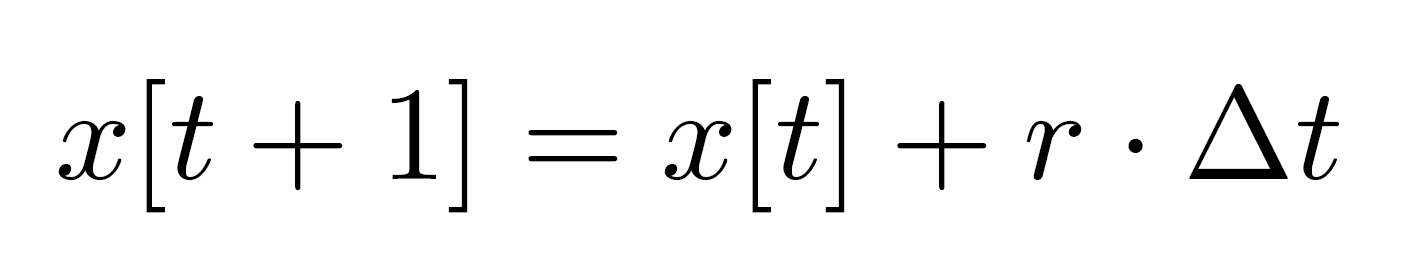 x[t + 1] = x[t] + r · Δt